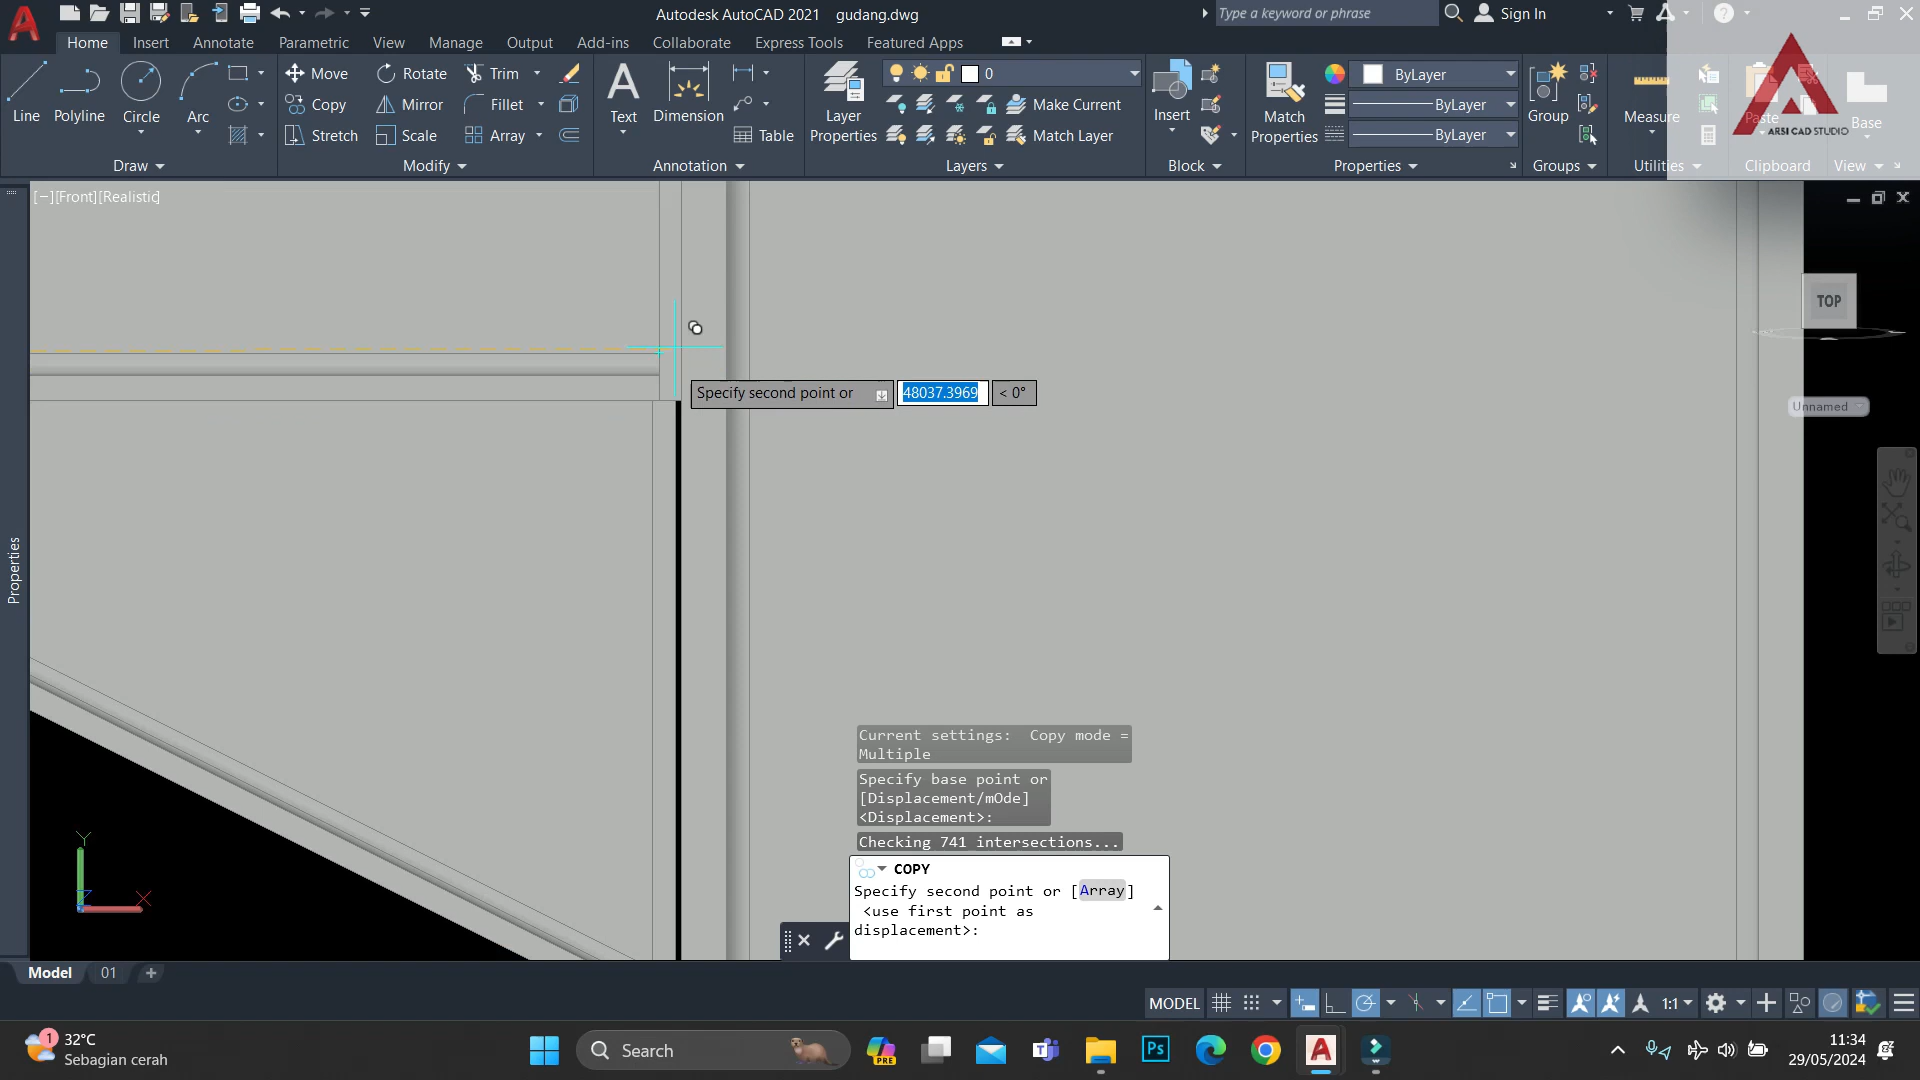 Autodesk AutoCAD 2021    gudang.dwg
Type a keyword or phrase
Sign In
Home
Insert
Annotate
Parametric
View
Manage
Output
Add-ins
Collaborate
Express Tools
Featured Apps
Line
Polyline
Circle
Arc
Draw
Move
Rotate
Trim
Copy
Mirror
Fillet
Stretch
Scale
Array
Modify
Text
Dimension
Table
Annotation
Layer
Properties
0
Make Current
Match Layer
Layers
Insert
Block
Match
Properties
ByLayer
ByLayer
ByLayer
Properties
Group
Groups
Measure
Utilities
Paste
Clipboard
Base
View
ARSI CAD STUDIO
[−][Front][Realistic]
TOP
Unnamed
Specify second point or
48037.3969
< 0°
Properties
Y
X
Z
Current settings:  Copy mode =
Multiple
Specify base point or
[Displacement/mOde]
<Displacement>:
Checking 741 intersections...
COPY
Specify second point or [Array]
<use first point as
displacement>:
Model
01
MODEL
1:1
1
32°C
Sebagian cerah
Search
PRE
Ps
11:34
29/05/2024